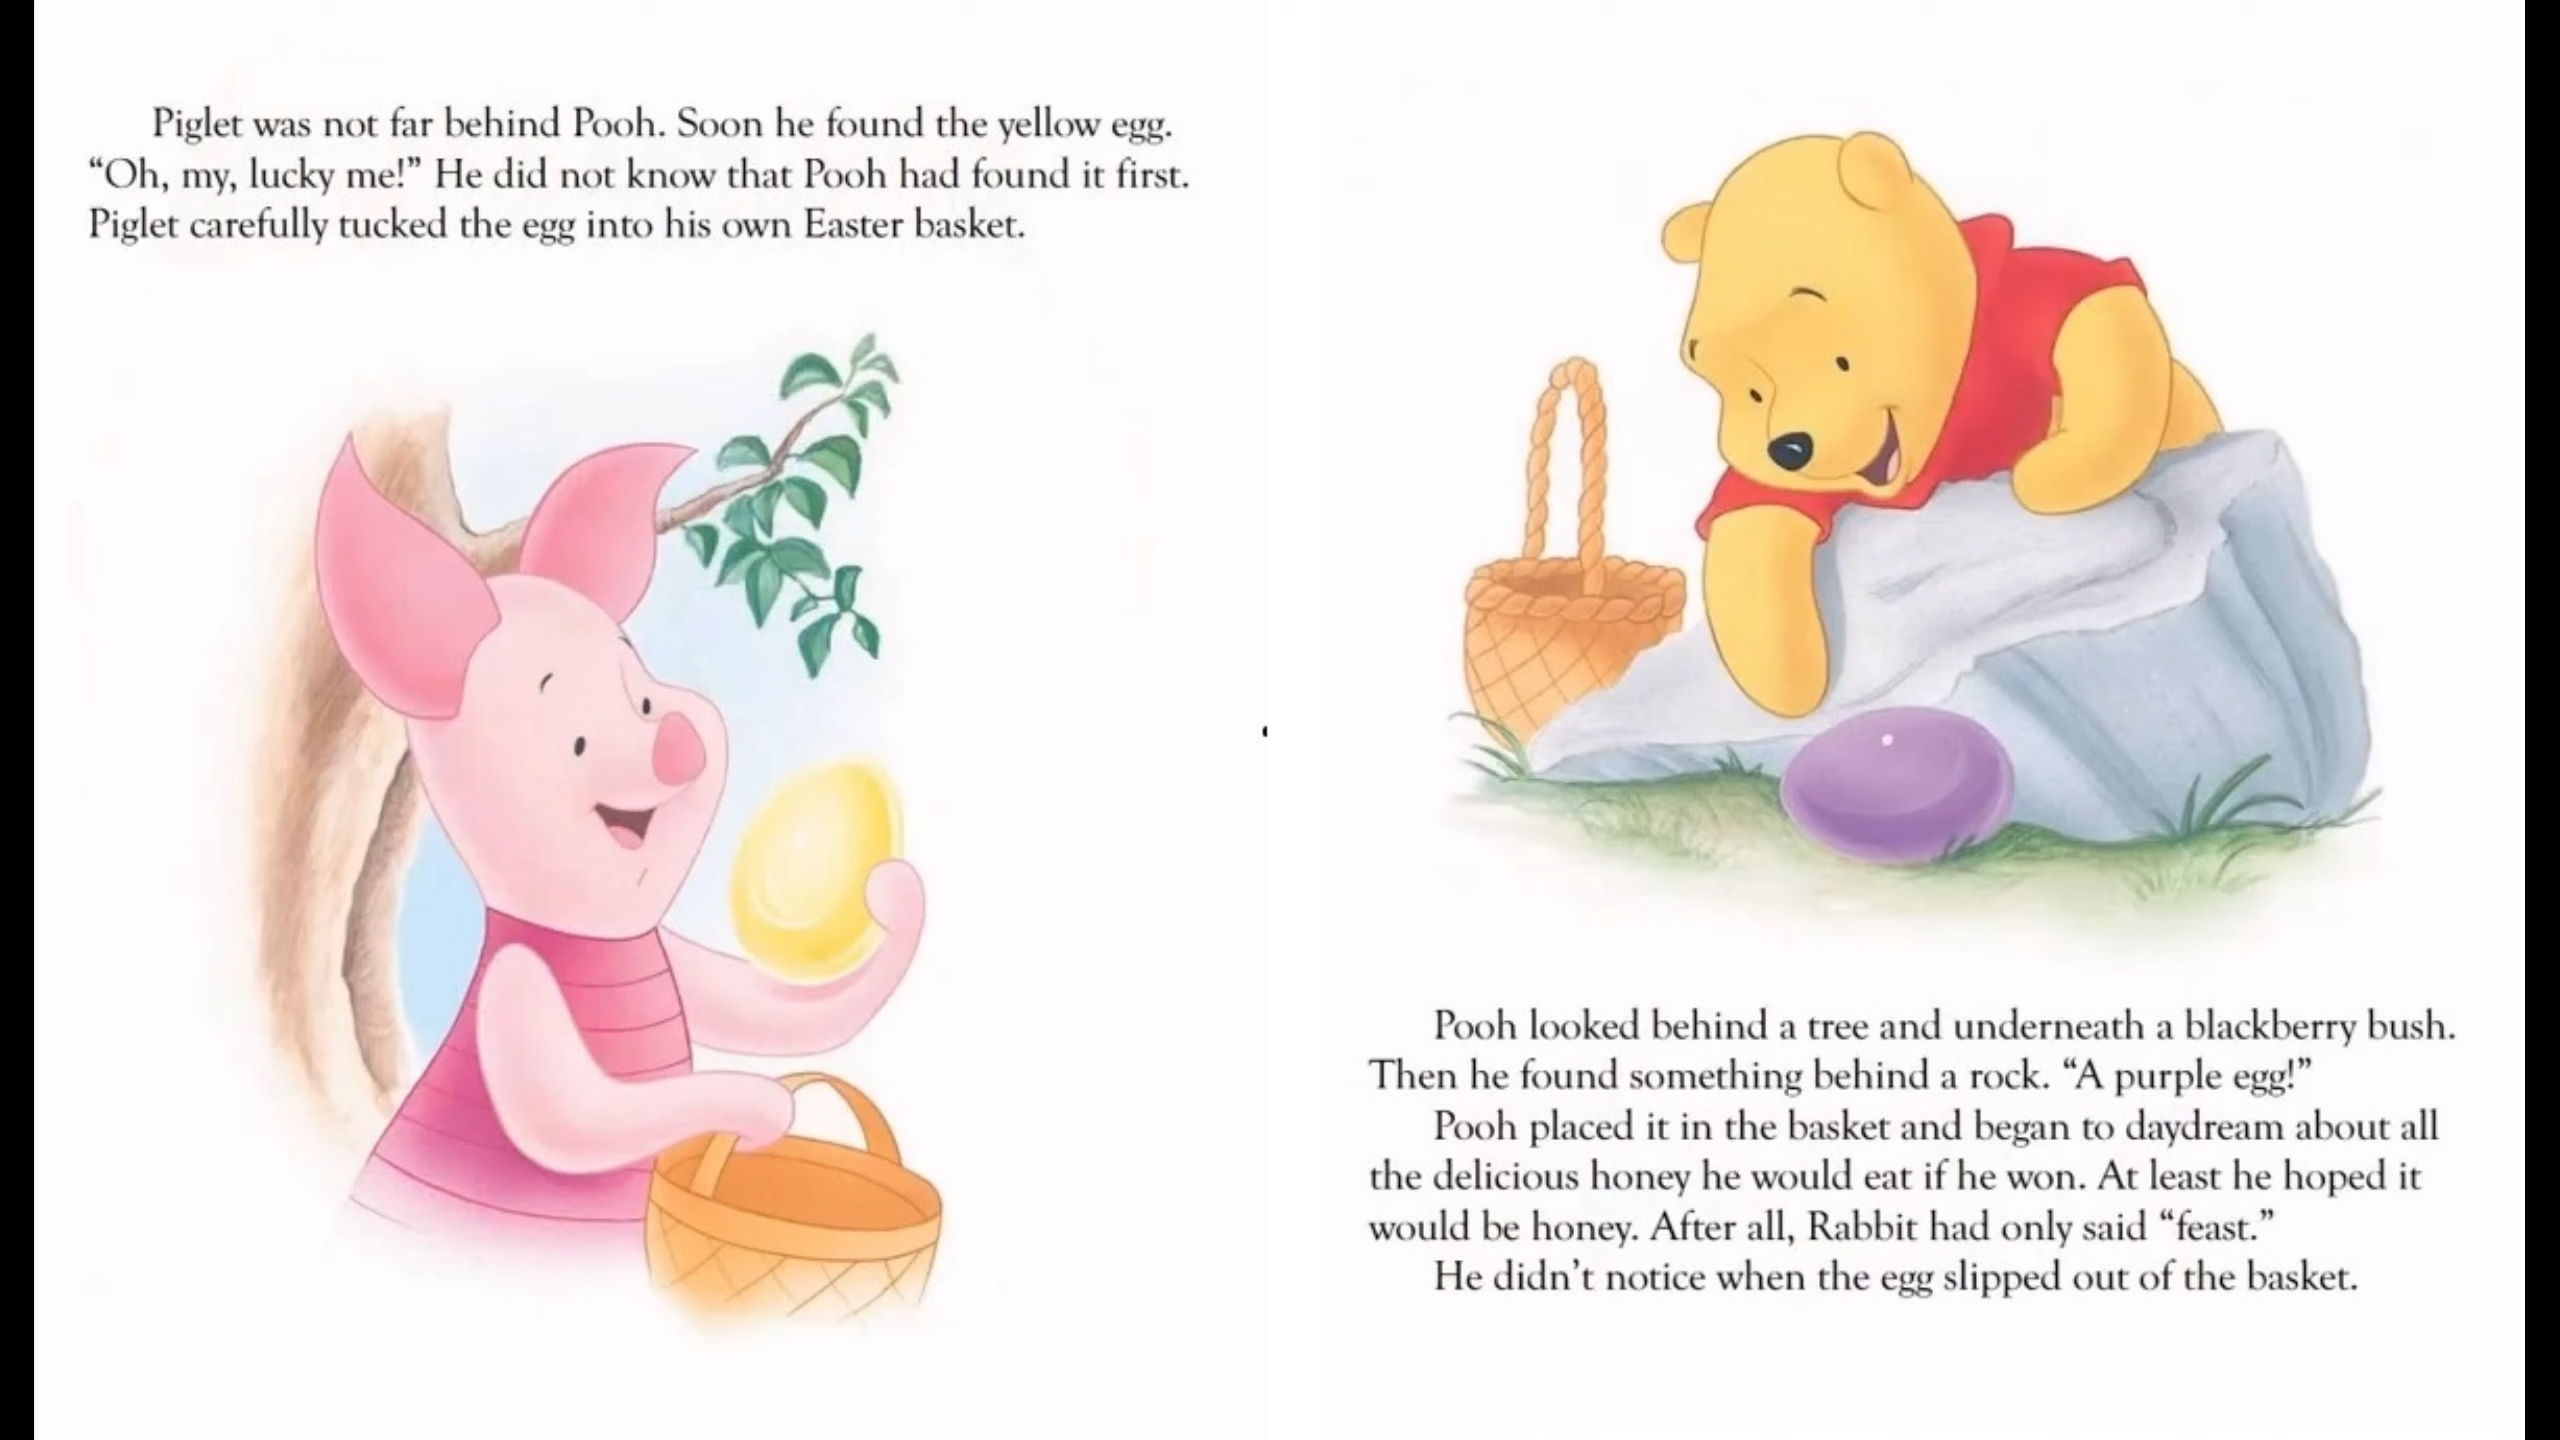 Piglet was not far behind Pooh. Soon he found the yellow egg.
“Oh, my, lucky me!” He did not know that Pooh had found it first.
Piglet carefully tucked the egg into his own Easter basket.
Pooh looked behind a tree and underneath a blackberry bush.
Then he found something behind a rock. “A purple egg!”
Pooh placed it in the basket and began to daydream about all
the delicious honey he would eat if he won. At least he hoped it
would be honey. After all, Rabbit had only said “feast.”
He didn’t notice when the egg slipped out of the basket.